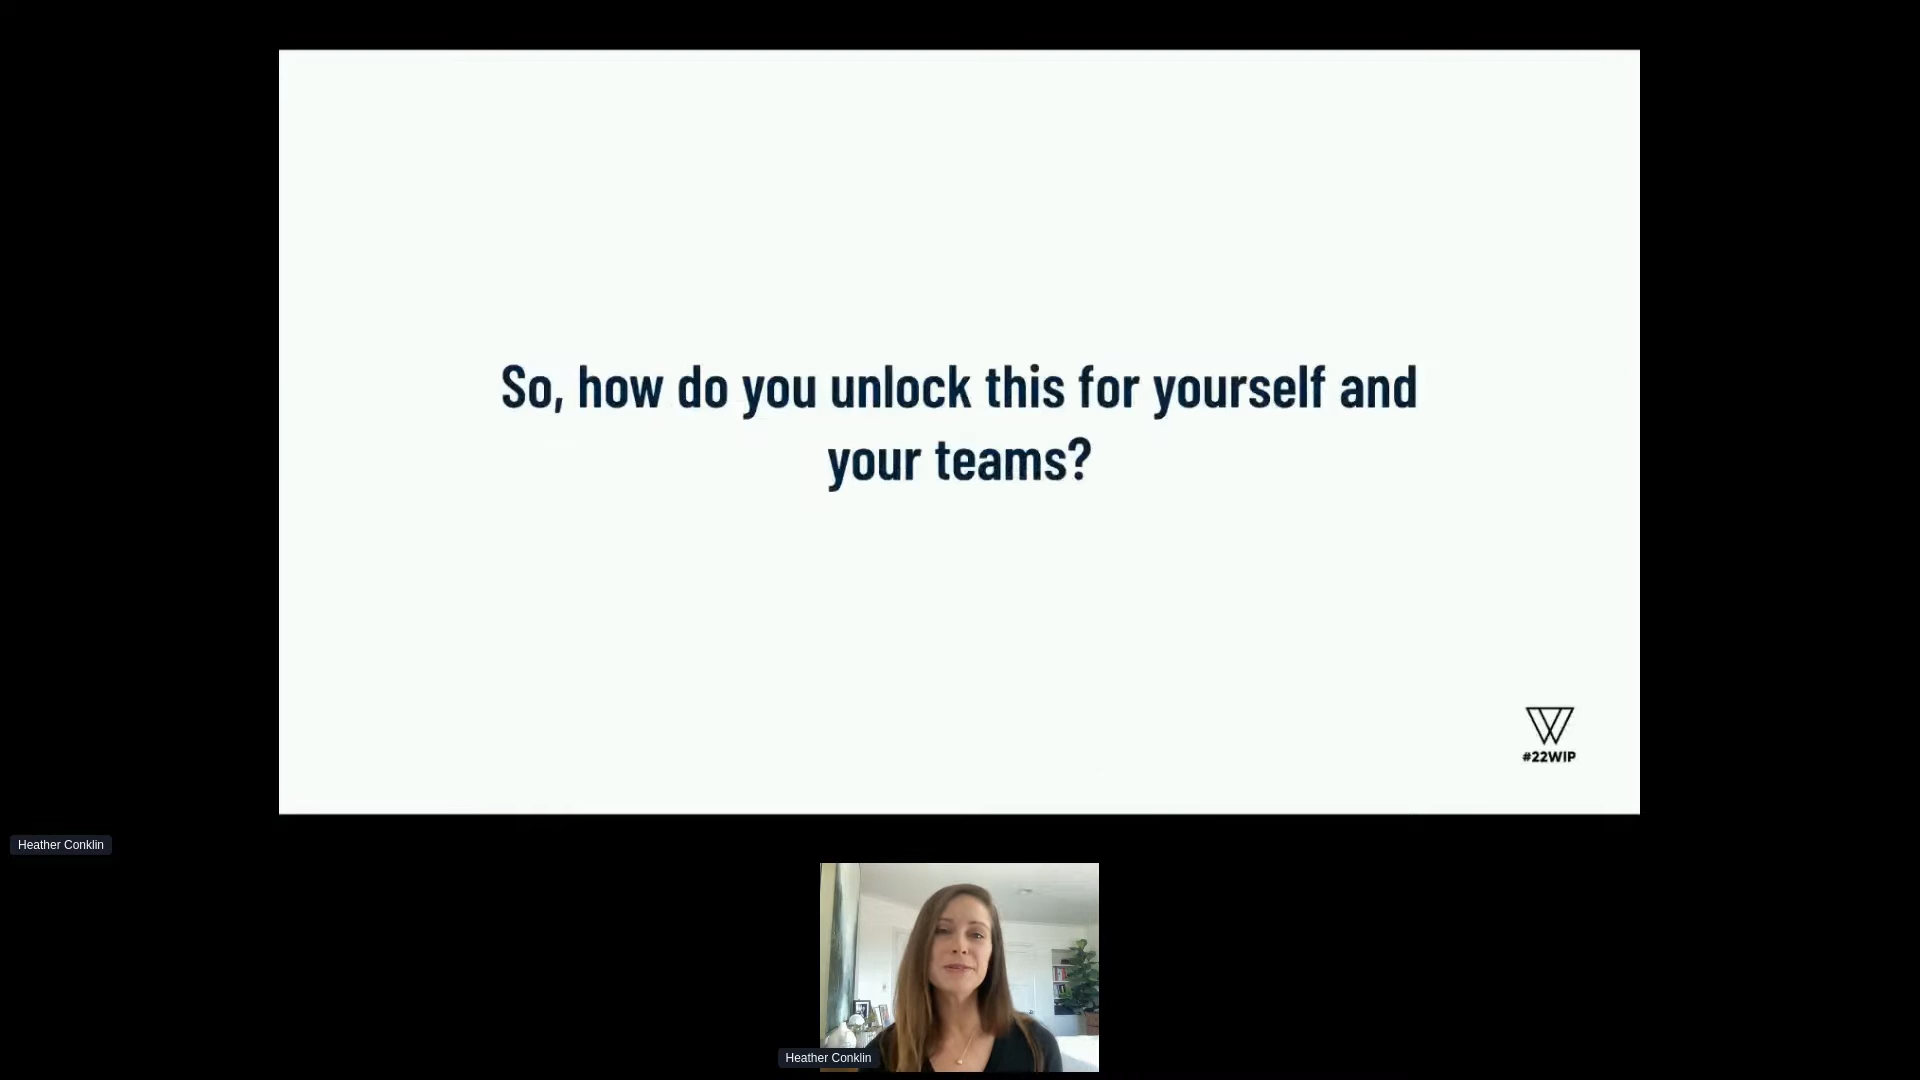 So, how do you unlock this for yourself and
your teams?
#22WIP
Heather Conklin
Heather Conklin